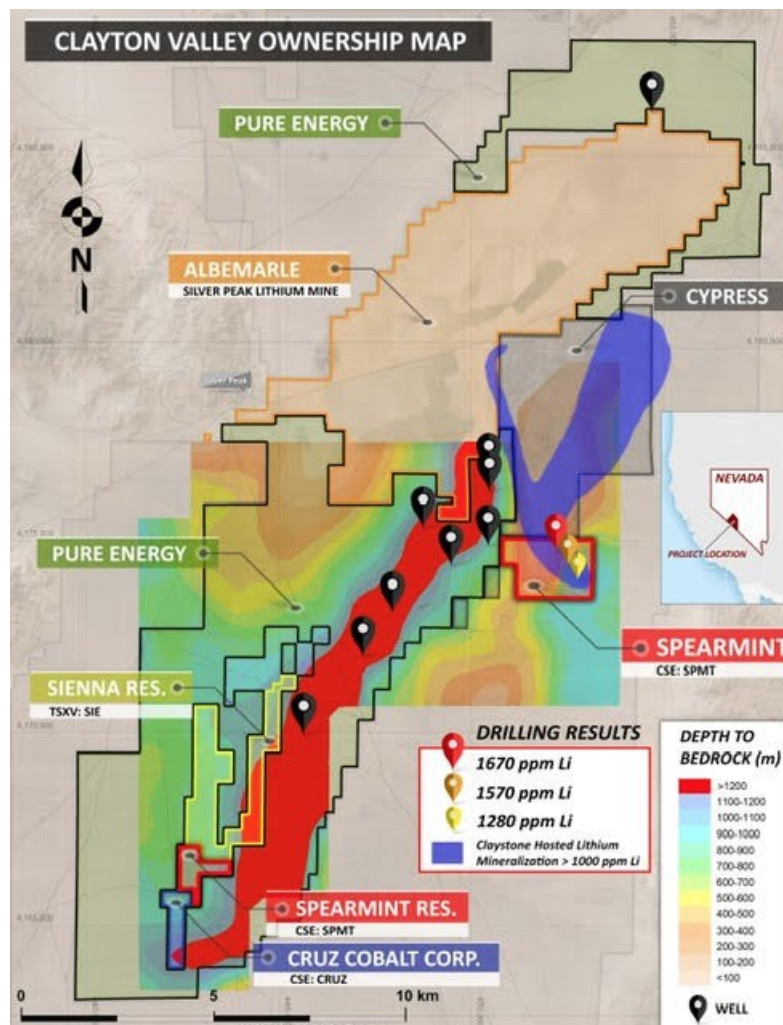 CLAYTON VALLEY OWNERSHIP MAP
PURE ENERGY
N
ALBEMARLE
SILVER PEAK LITHIUM MINE
CYPRESS
Silver Peak
NEVADA
PROJECT LOCATION
PURE ENERGY
SPEARMINT
CSE: SPMT
SIENNA RES.
TSXV: SIE
DRILLING RESULTS
1670 ppm Li
1570 ppm Li
1280 ppm Li
Claystone Hosted Lithium
Mineralization > 1000 ppm Li
DEPTH TO
BEDROCK (m)
>1200
1100-1200
1000-1100
900-1000
800-900
700-800
600-700
500-600
400-500
300-400
200-300
100-200
<100
WELL
SPEARMINT RES.
CSE: SPMT
CRUZ COBALT CORP.
CSE: CRUZ
0 5 10 km